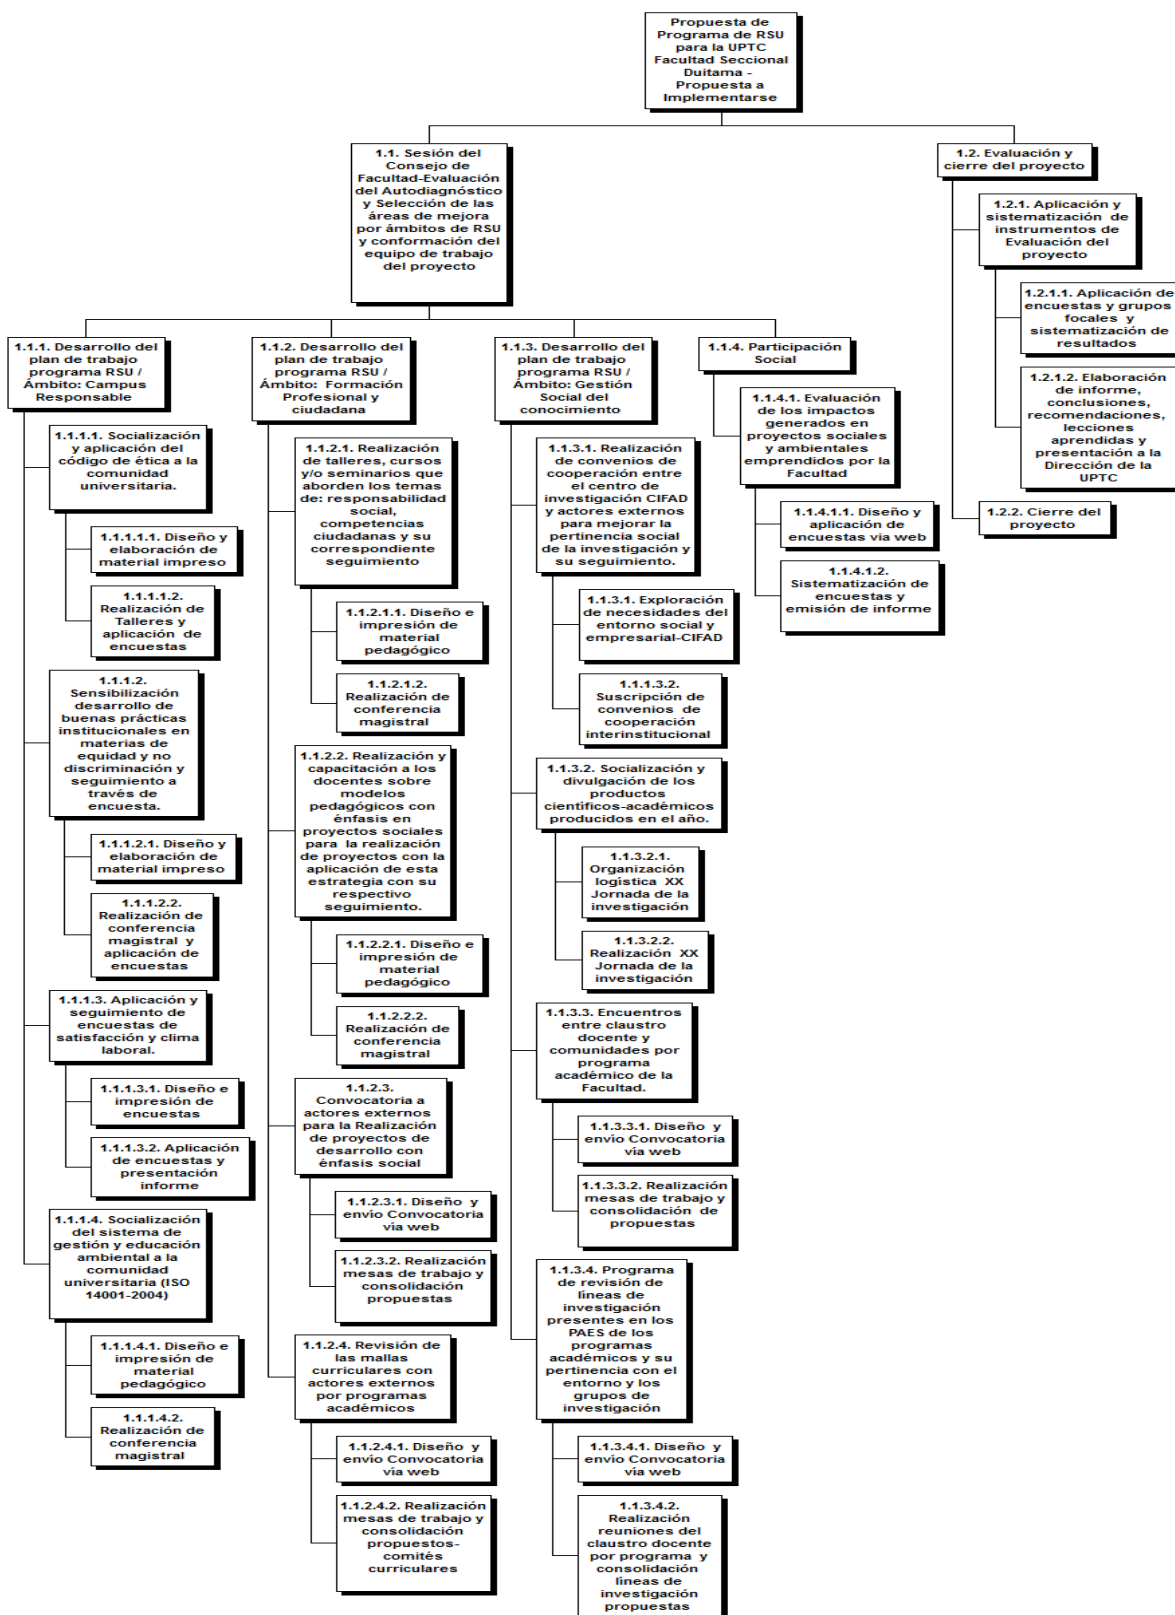 Propuesta de
Programa de RSU
para la UPTC
Facultad Seccional
Duitama -
Propuesta a
Implementarse
1.1. Sesión del
Consejo de
Facultad-Evaluación
del Autodiagnóstico
y Selección de las
áreas de mejora
por ámbitos de RSU
y conformación del
equipo de trabajo
del proyecto
1.2. Evaluación y
cierre del proyecto
1.2.1. Aplicación y
sistematización de
instrumentos de
Evaluación del
proyecto
1.2.1.1. Aplicación de
encuestas y grupos
focales y
sistematización de
resultados
1.2.1.2. Elaboración
de informe,
conclusiones,
recomendaciones,
lecciones
aprendidas y
presentación a la
Dirección de la
UPTC
1.2.2. Cierre del
proyecto
1.1.1. Desarrollo del
plan de trabajo
programa RSU /
Ámbito: Campus
Responsable
1.1.1.1. Socialización
y aplicación del
código de ética a la
comunidad
universitaria.
1.1.1.1.1. Diseño y
elaboración de
material impreso
1.1.1.1.2.
Realización de
Talleres y
aplicación de
encuestas
1.1.1.2.
Sensibilización
desarrollo de
buenas prácticas
institucionales en
materias de
equidad y no
discriminación y
seguimiento a
través de
encuesta.
1.1.1.2.1. Diseño y
elaboración de
material impreso
1.1.1.2.2.
Realización de
conferencia
magistral y
aplicación de
encuestas
1.1.1.3. Aplicación y
seguimiento de
encuestas de
satisfacción y clima
laboral.
1.1.1.3.1. Diseño e
impresión de
encuestas
1.1.1.3.2. Aplicación
de encuestas y
presentación
informe
1.1.1.4. Socialización
del sistema de
gestión y educación
ambiental a la
comunidad
universitaria (ISO
14001-2004)
1.1.1.4.1. Diseño e
impresión de
material
pedagógico
1.1.1.4.2.
Realización de
conferencia
magistral
1.1.2. Desarrollo del
plan de trabajo
programa RSU /
Ámbito: Formación
Profesional y
ciudadana
1.1.2.1. Realización
de talleres, cursos
y/o seminarios que
aborden los temas
de: responsabilidad
social,
competencias
ciudadanas y su
correspondiente
seguimiento
1.1.2.1.1. Diseño e
impresión de
material
pedagógico
1.1.2.1.2.
Realización de
conferencia
magistral
1.1.2.2. Realización y
capacitación a los
docentes sobre
modelos
pedagógicos con
énfasis en
proyectos sociales
para la realización
de proyectos con la
aplicación de esta
estrategia con su
respectivo
seguimiento.
1.1.2.2.1. Diseño e
impresión de
material
pedagógico
1.1.2.2.2.
Realización de
conferencia
magistral
1.1.2.3.
Convocatoria a
actores externos
para la Realización
de proyectos de
desarrollo con
énfasis social
1.1.2.3.1. Diseño y
envío Convocatoria
vía web
1.1.2.3.2. Realización
mesas de trabajo y
consolidación
propuestas
1.1.2.4. Revisión de
las mallas
curriculares con
actores externos
por programas
académicos
1.1.2.4.1. Diseño y
envío Convocatoria
vía web
1.1.2.4.2. Realización
mesas de trabajo y
consolidación
propuestos-
comités
curriculares
1.1.3. Desarrollo del
plan de trabajo
programa RSU /
Ámbito: Gestión
Social del
conocimiento
1.1.3.1. Realización
de convenios de
cooperación entre
el centro de
investigación CIFAD
y actores externos
para mejorar la
pertinencia social
de la investigación y
su seguimiento.
1.1.3.1. Exploración
de necesidades del
entorno social y
empresarial-CIFAD
1.1.1.3.2.
Suscripción de
convenios de
cooperación
interinstitucional
1.1.3.2. Socialización y
divulgación de los
productos
científicos-académicos
producidos en el año.
1.1.3.2.1.
Organización
logística XX
Jornada de la
investigación
1.1.3.2.2.
Realización XX
Jornada de la
investigación
1.1.3.3. Encuentros
entre claustro
docente y
comunidades por
programa
académico de la
Facultad.
1.1.3.3.1. Diseño y
envío Convocatoria
vía web
1.1.3.3.2. Realización
mesas de trabajo y
consolidación de
propuestas
1.1.3.4. Programa
de revisión de
líneas de
investigación
presentes en los
PAES de los
programas
académicos y su
pertinencia con el
entorno y los
grupos de
investigación
1.1.3.4.1. Diseño y
envío Convocatoria
vía web
1.1.3.4.2.
Realización
reuniones del
claustro docente
por programa y
consolidación
líneas de
investigación
propuestas
1.1.4. Participación
Social
1.1.4.1. Evaluación
de los impactos
generados en
proyectos sociales
y ambientales
emprendidos por la
Facultad
1.1.4.1.1. Diseño y
aplicación de
encuestas via web
1.1.4.1.2.
Sistematización de
encuestas y
emisión de informe